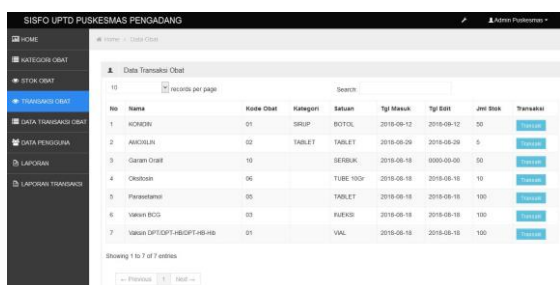 SISFO UPTD PUSKESMAS PENGADANG
Admin Puskesmas
HOME
Home > Data Obat
KATEGORI OBAT
STOK OBAT
TRANSAKSI OBAT
DATA TRANSAKSI OBAT
DATA PENGGUNA
LAPORAN
LAPORAN TRANSAKSI
Data Transaksi Obat
10 records per page Search:
No Nama Kode Obat Kategori Satuan Tgl Masuk Tgl Edit Jml Stok Transaksi
1 KONIDIN 01 SIRUP BOTOL 2018-09-12 2018-09-12 50 Transaksi
2 AMOXILIN 02 TABLET TABLET 2018-08-29 2018-08-29 5 Transaksi
3 Garam Oralit 10 SERBUK 2018-08-18 0000-00-00 50 Transaksi
4 Oksitosin 06 TUBE 10Gr 2018-08-18 2018-08-18 10 Transaksi
5 Parasetamol 05 TABLET 2018-08-18 2018-08-18 100 Transaksi
6 Vaksin BCG 03 INJEKSI 2018-08-18 2018-08-18 100 Transaksi
7 Vaksin DPT/DPT-HB/DPT-HB-Hib 01 VIAL 2018-08-18 2018-08-18 100 Transaksi
Showing 1 to 7 of 7 entries
← Previous 1 Next →